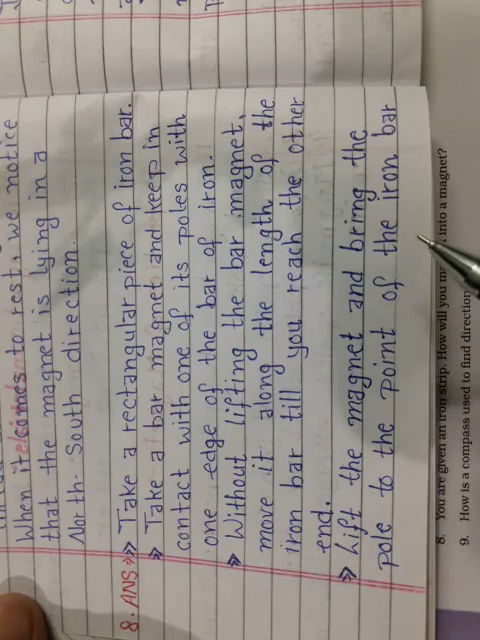 When it comes to rest, we notice
that the magnet is lying in a
North-South direction.
8. ANS ⇒» Take a rectangular piece of iron bar.
» Take a bar magnet and keep in
contact with one of its poles with
one edge of the bar of iron.
» Without lifting the bar magnet,
move it along the length of the
iron bar till you reach the other
end.
» Lift the magnet and bring the
pole to the point of the iron bar
8. You are given an iron strip. How will you into a magnet?
9. How is a compass used to find direction